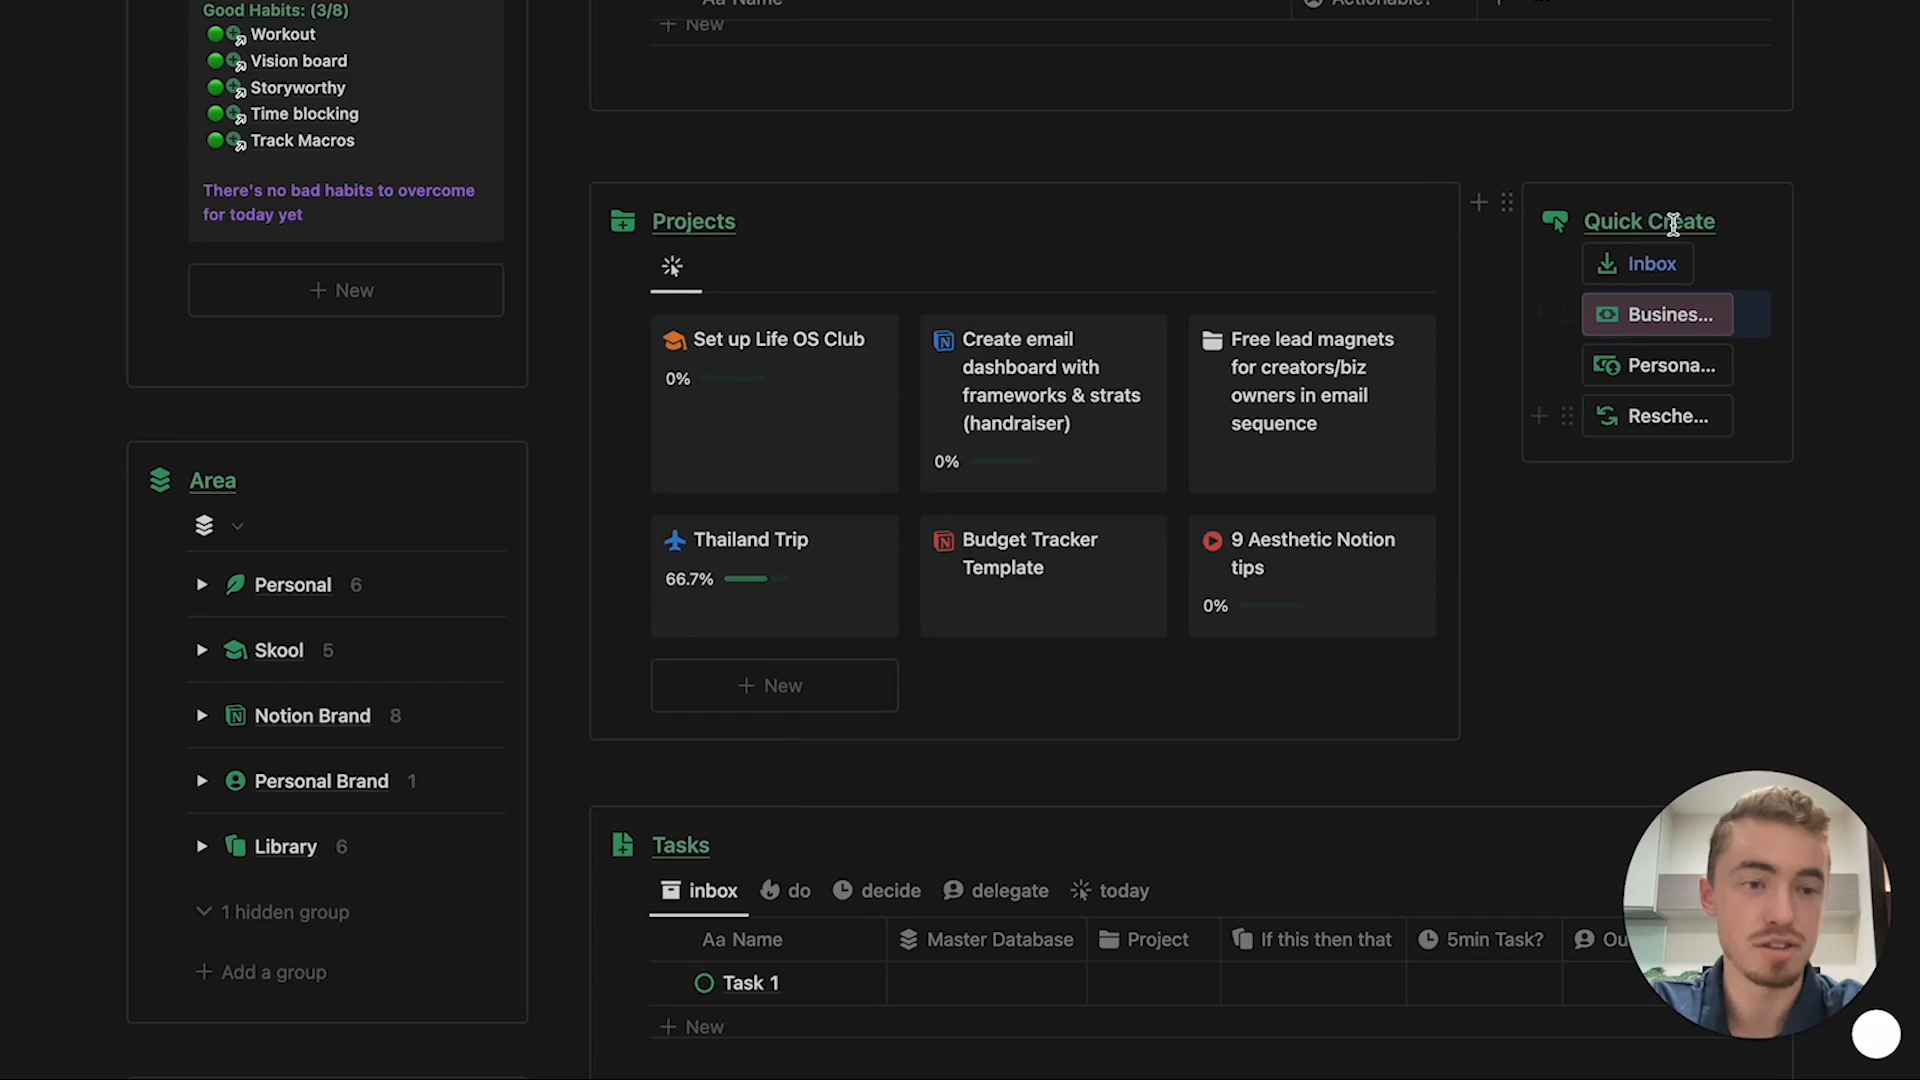 Good Habits: (3/8)
Workout
Vision board
Storyworthy
Time blocking
Track Macros
There's no bad habits to overcome
for today yet
+ New
Area
Personal 6
Skool 5
Notion Brand 8
Personal Brand 1
Library 6
1 hidden group
+ Add a group
Aa Name
Actionable?
+ New
Projects
Set up Life OS Club
0%
Create email
dashboard with
frameworks & strats
(handraiser)
0%
Free lead magnets
for creators/biz
owners in email
sequence
Thailand Trip
66.7%
Budget Tracker
Template
9 Aesthetic Notion
tips
0%
+ New
Quick Create
Inbox
Busines...
Persona...
Resche...
Tasks
inbox do decide delegate today
Aa Name Master Database Project If this then that 5min Task? Ou
Task 1
+ New